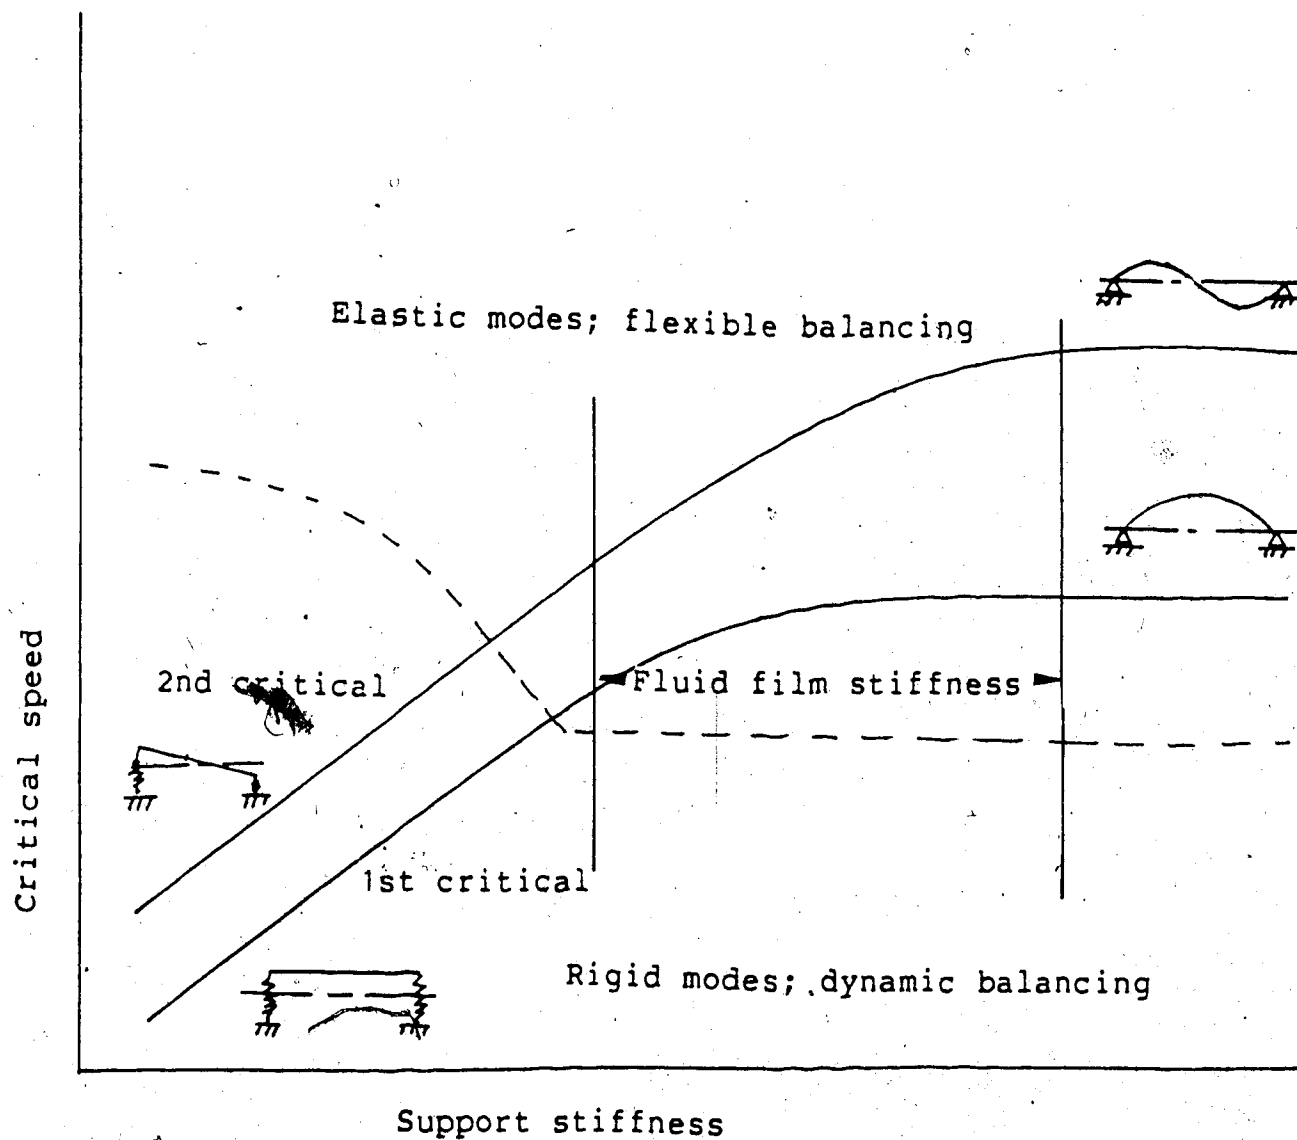 Elastic modes; flexible balancing
2nd critical
Fluid film stiffness
1st critical
Rigid modes; dynamic balancing
Critical speed
Support stiffness